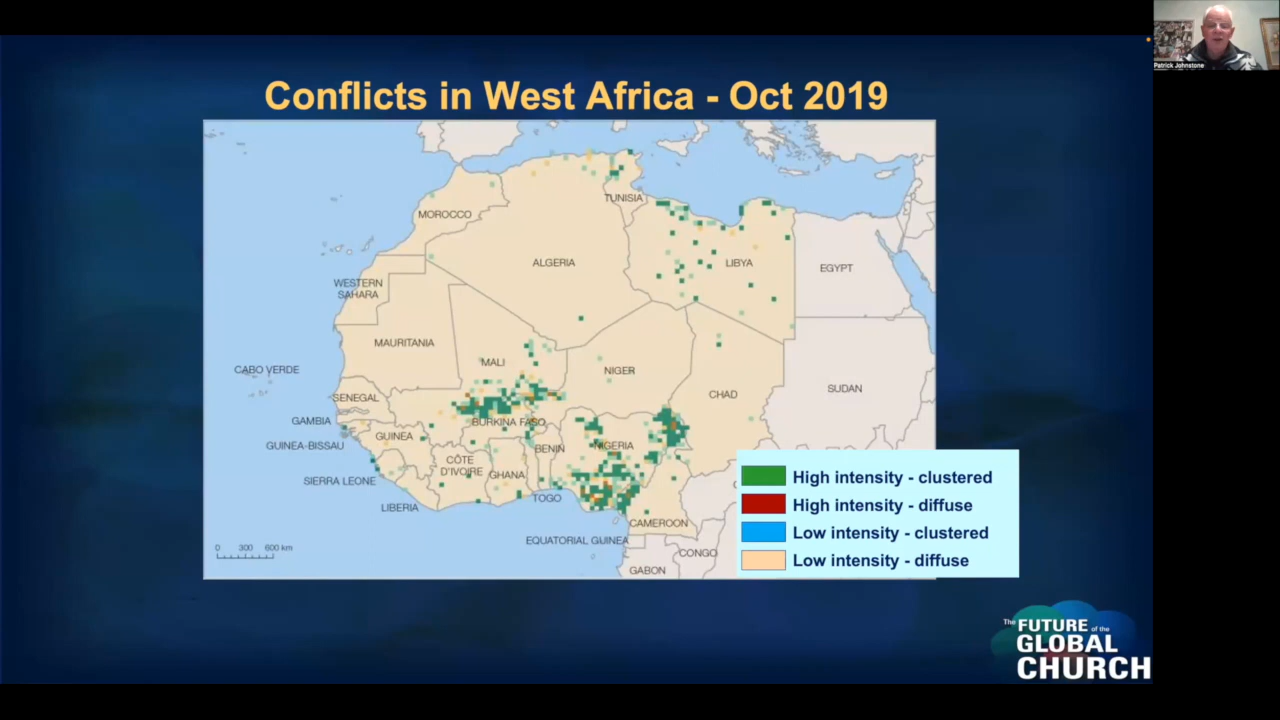 Patrick Johnstone
Conflicts in West Africa - Oct 2019
TUNISIA
MOROCCO
ALGERIA
LIBYA
EGYPT
WESTERN
SAHARA
MAURITANIA
MALI
NIGER
CABO VERDE
CHAD
SUDAN
SENEGAL
GAMBIA
BURKINA FASO
GUINEA
GUINEA-BISSAU
BENIN
NIGERIA
CÔTE
D'IVOIRE
GHANA
SIERRA LEONE
TOGO
LIBERIA
CAMEROON
EQUATORIAL GUINEA
CONGO
GABON
0 300 600 km
High intensity - clustered
High intensity - diffuse
Low intensity - clustered
Low intensity - diffuse
The FUTURE of the
GLOBAL
CHURCH